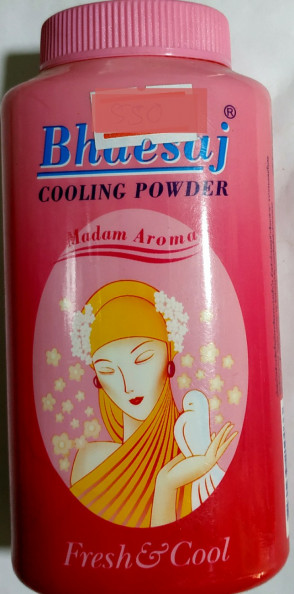 Bhaesaj®
COOLING POWDER
Madam Aroma
Fresh & Cool